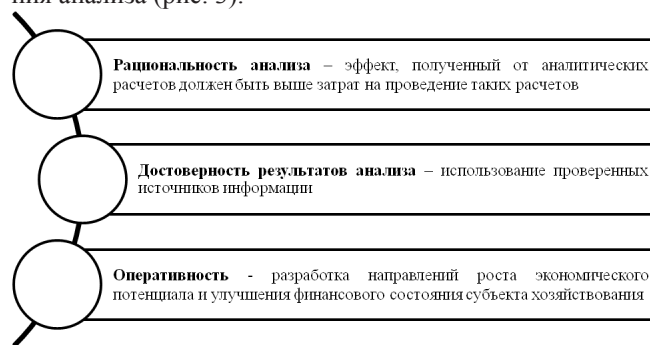 ния анализа (рис. 3).
Рациональность анализа – эффект, полученный от аналитических
расчетов должен быть выше затрат на проведение таких расчетов
Достоверность результатов анализа – использование проверенных
источников информации
Оперативность - разработка направлений роста экономического
потенциала и улучшения финансового состояния субъекта хозяйствования